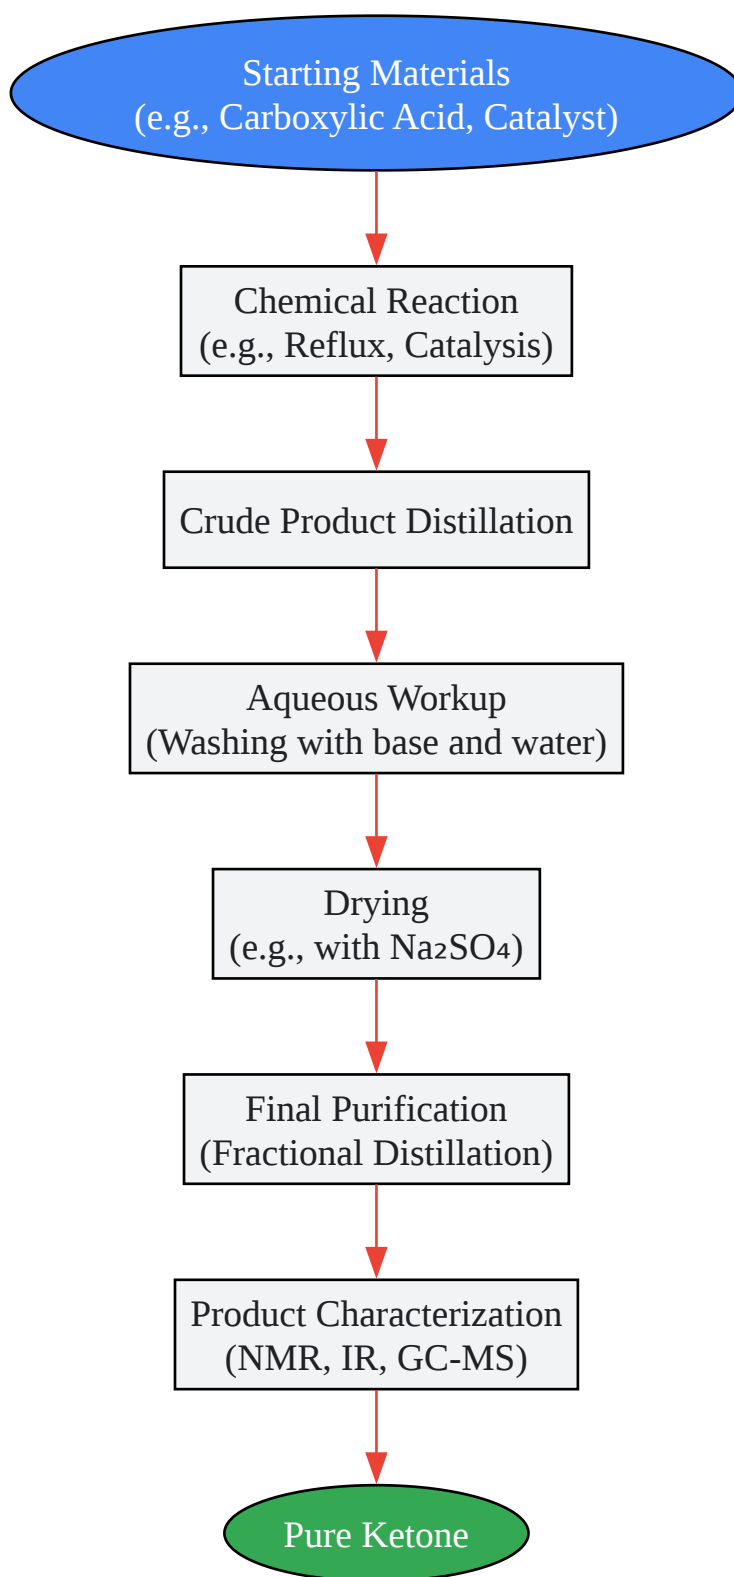 Starting Materials
(e.g., Carboxylic Acid, Catalyst)
Chemical Reaction
(e.g., Reflux, Catalysis)
Crude Product Distillation
Aqueous Workup
(Washing with base and water)
Drying
(e.g., with Na₂SO₄)
Final Purification
(Fractional Distillation)
Product Characterization
(NMR, IR, GC-MS)
Pure Ketone